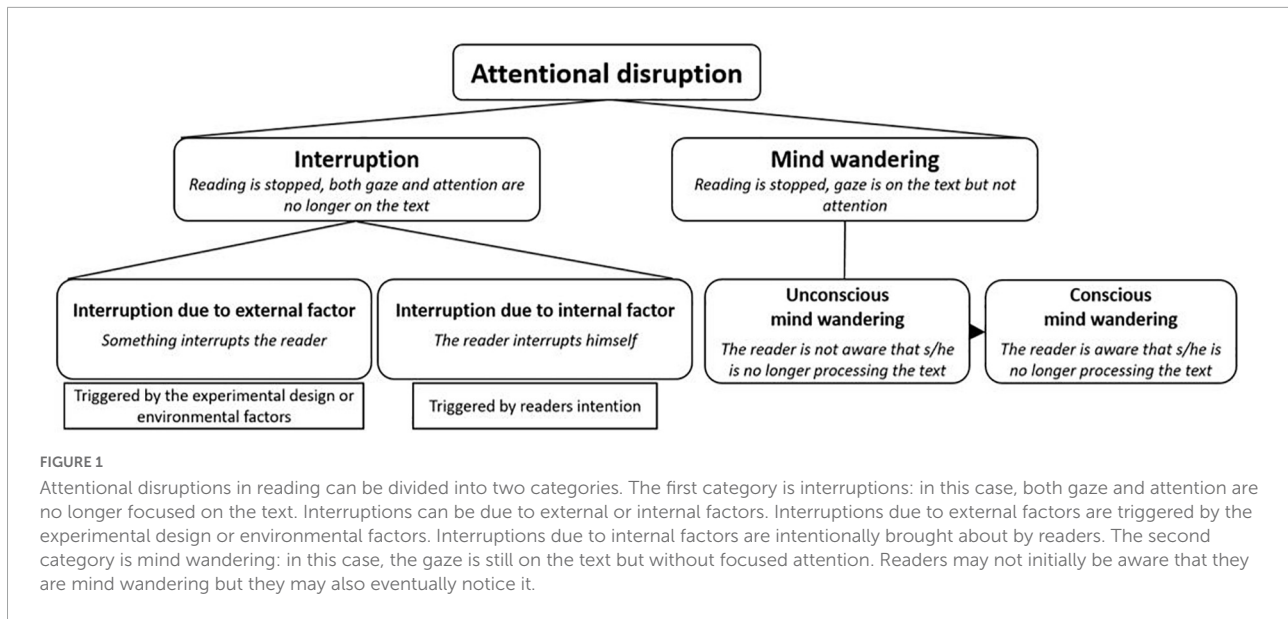 Attentional disruption
Interruption
Reading is stopped, both gaze and attention are
no longer on the text
Mind wandering
Reading is stopped, gaze is on the text but not
attention
Interruption due to external factor
Something interrupts the reader
Triggered by the experimental design or
environmental factors
Interruption due to internal factor
The reader interrupts himself
Triggered by readers intention
Unconscious
mind wandering
The reader is not aware that s/he
is no longer processing the text
Conscious
mind wandering
The reader is aware that s/he is
no longer processing the text
FIGURE 1
Attentional disruptions in reading can be divided into two categories. The first category is interruptions: in this case, both gaze and attention are
no longer focused on the text. Interruptions can be due to external or internal factors. Interruptions due to external factors are triggered by the
experimental design or environmental factors. Interruptions due to internal factors are intentionally brought about by readers. The second
category is mind wandering: in this case, the gaze is still on the text but without focused attention. Readers may not initially be aware that they
are mind wandering but they may also eventually notice it.